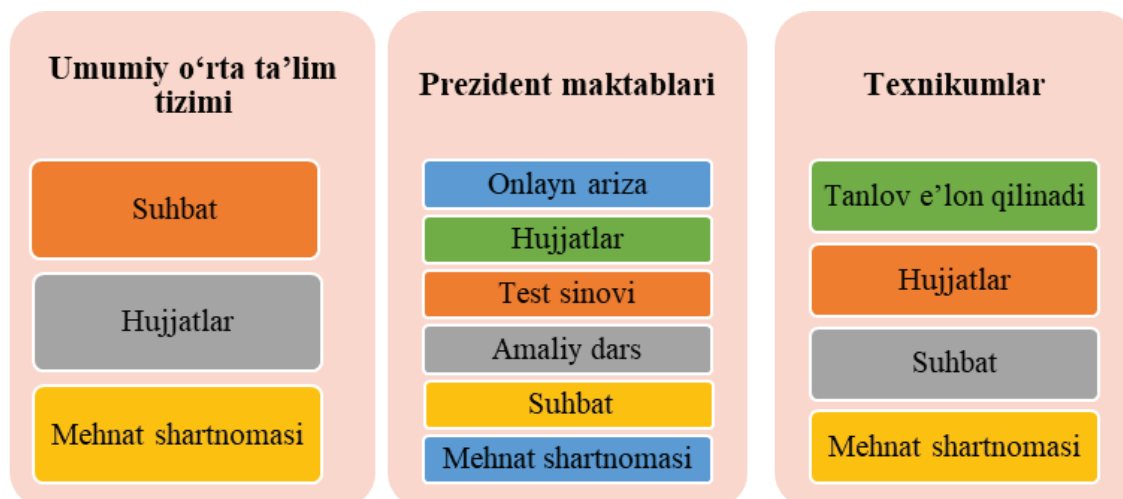 Umumiy o‘rta ta’lim
tizimi
Suhbat
Hujjatlar
Mehnat shartnomasi
Prezident maktablari
Onlayn ariza
Hujjatlar
Test sinovi
Amaliy dars
Suhbat
Mehnat shartnomasi
Texnikumlar
Tanlov e’lon qilinadi
Hujjatlar
Suhbat
Mehnat shartnomasi